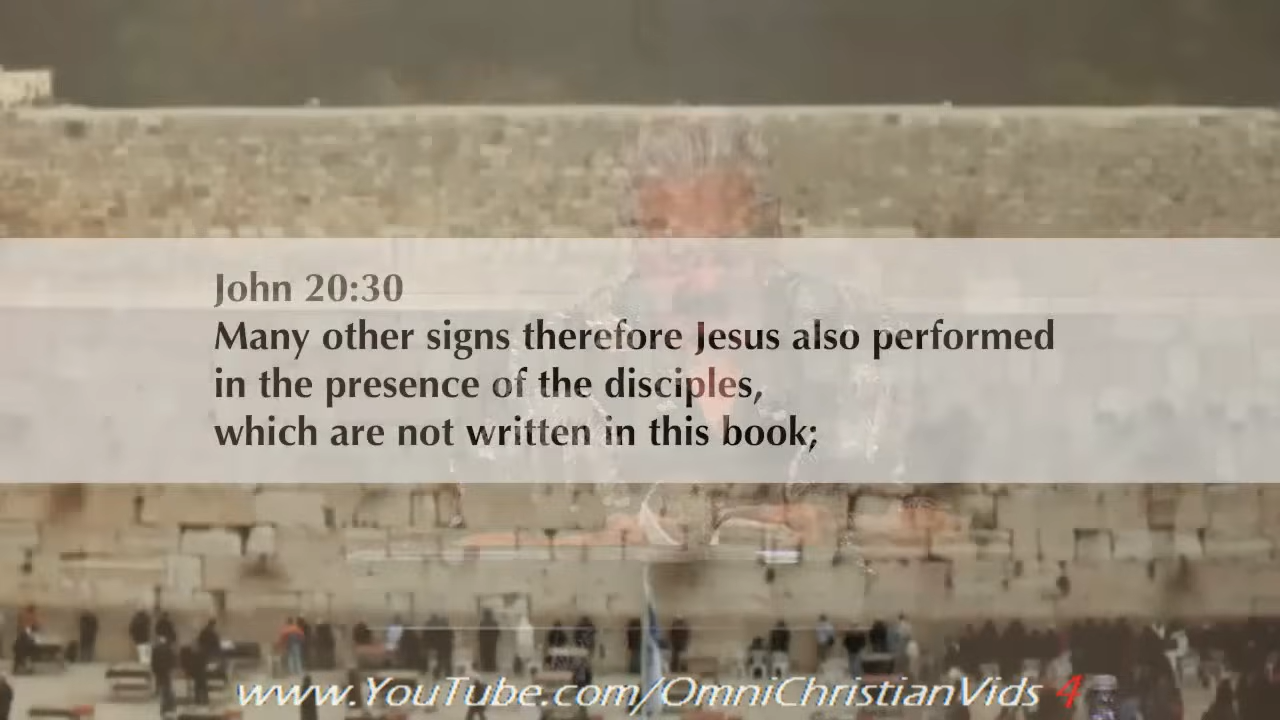 John 20:30
Many other signs therefore Jesus also performed
in the presence of the disciples,
which are not written in this book;
www.YouTube.com/OmniChristianVids 4